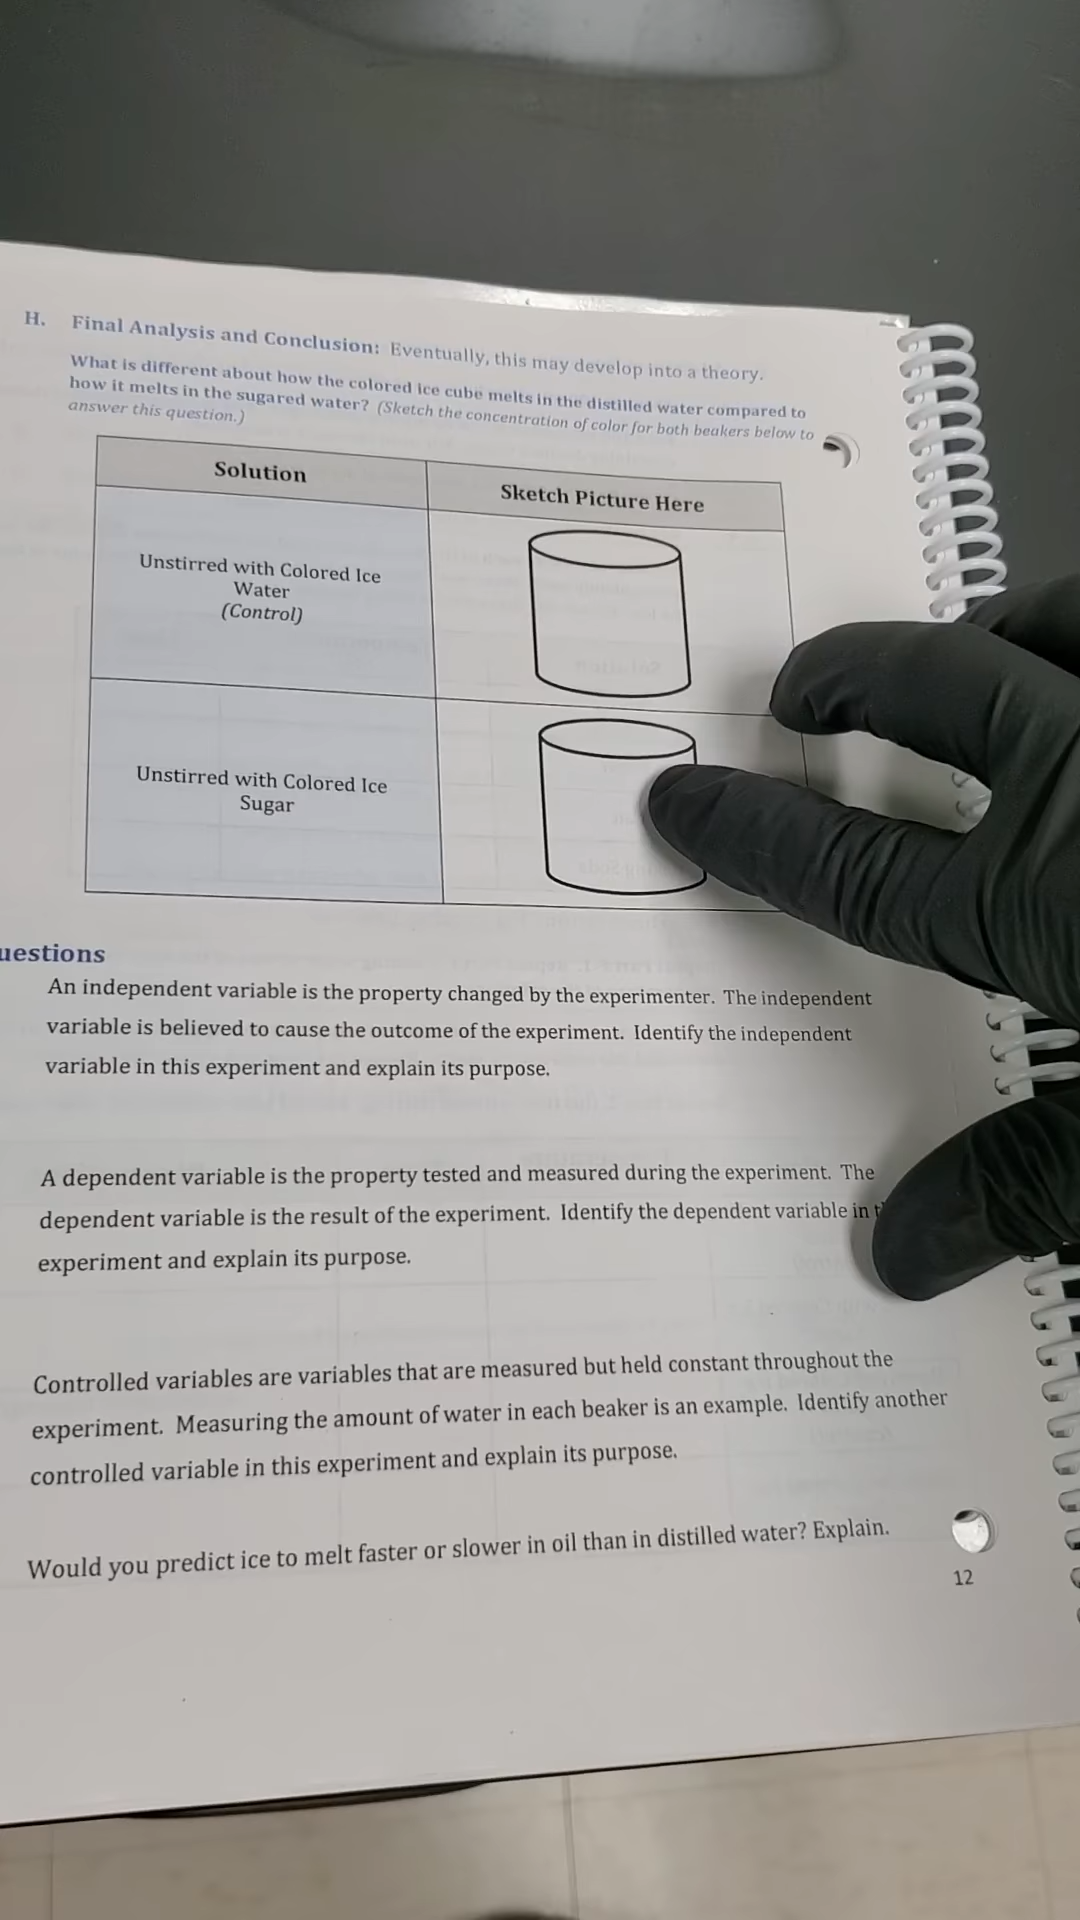 H. Final Analysis and Conclusion: Eventually, this may develop into a theory.
What is different about how the colored ice cube melts in the distilled water compared to
how it melts in the sugared water? (Sketch the concentration of color for both beakers below to
answer this question.)
Solution
Sketch Picture Here
Unstirred with Colored Ice
Water
(Control)
Unstirred with Colored Ice
Sugar
uestions
An independent variable is the property changed by the experimenter. The independent
variable is believed to cause the outcome of the experiment. Identify the independent
variable in this experiment and explain its purpose.
A dependent variable is the property tested and measured during the experiment. The
dependent variable is the result of the experiment. Identify the dependent variable in
experiment and explain its purpose.
Controlled variables are variables that are measured but held constant throughout the
experiment. Measuring the amount of water in each beaker is an example. Identify another
controlled variable in this experiment and explain its purpose.
Would you predict ice to melt faster or slower in oil than in distilled water? Explain.
12